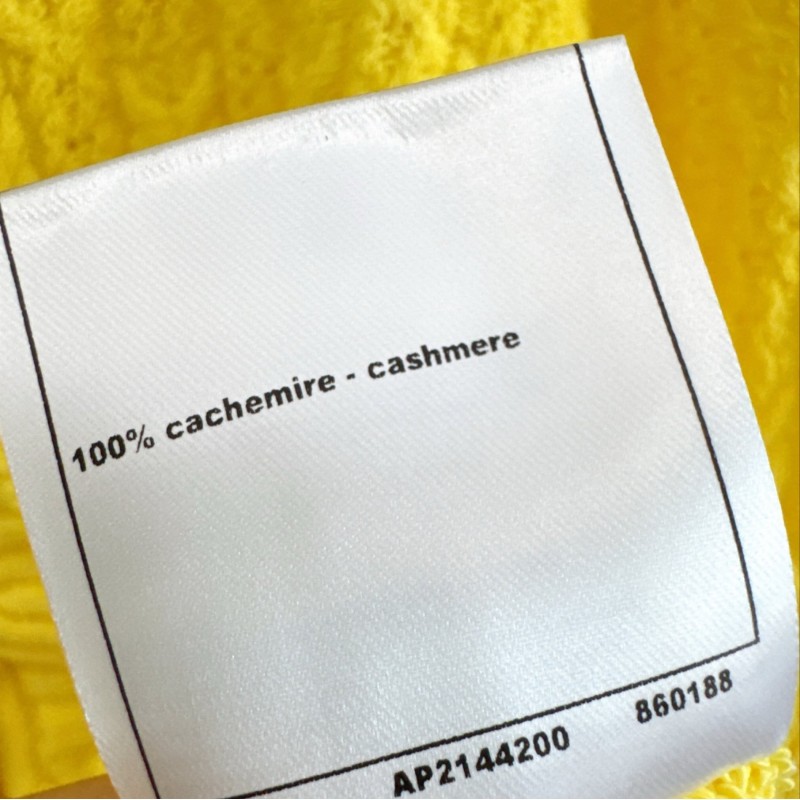 100% cachemire - cashmere
AP2144200 860188